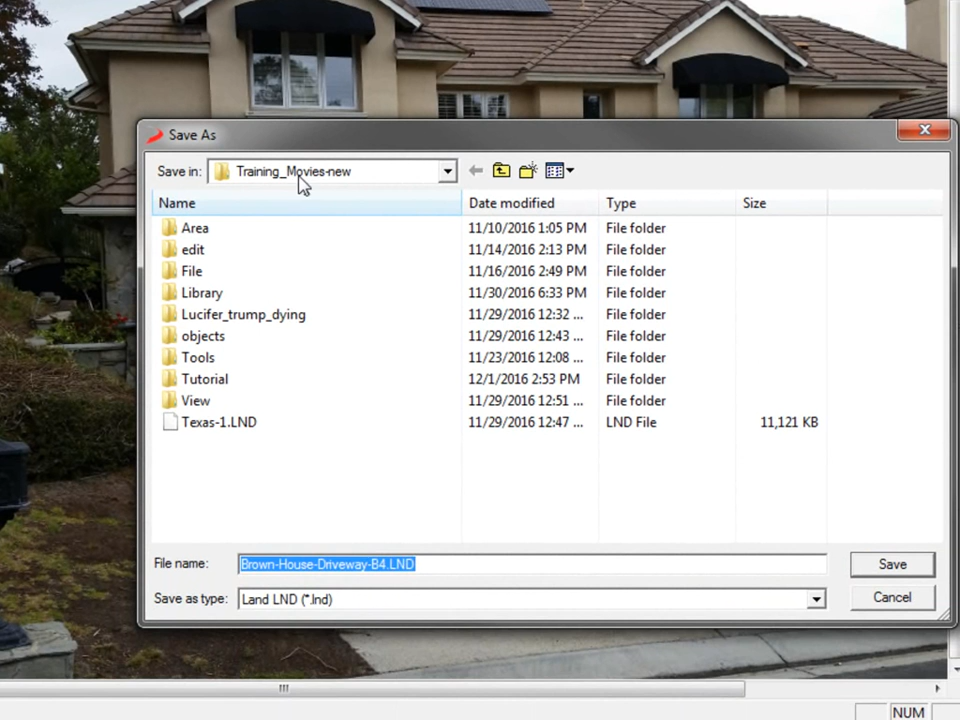 Save As
Save in: Training_Movies-new
Name Date modified Type Size
Area 11/10/2016 1:05 PM File folder
edit 11/14/2016 2:13 PM File folder
File 11/16/2016 2:49 PM File folder
Library 11/30/2016 6:33 PM File folder
Lucifer_trump_dying 11/29/2016 12:32 ... File folder
objects 11/29/2016 12:43 ... File folder
Tools 11/23/2016 12:08 ... File folder
Tutorial 12/1/2016 2:53 PM File folder
View 11/29/2016 12:51 ... File folder
Texas-1.LND 11/29/2016 12:47 ... LND File 11,121 KB
File name: Brown-House-Driveway-B4.LND Save
Save as type: Land LND (*.lnd) Cancel
NUM